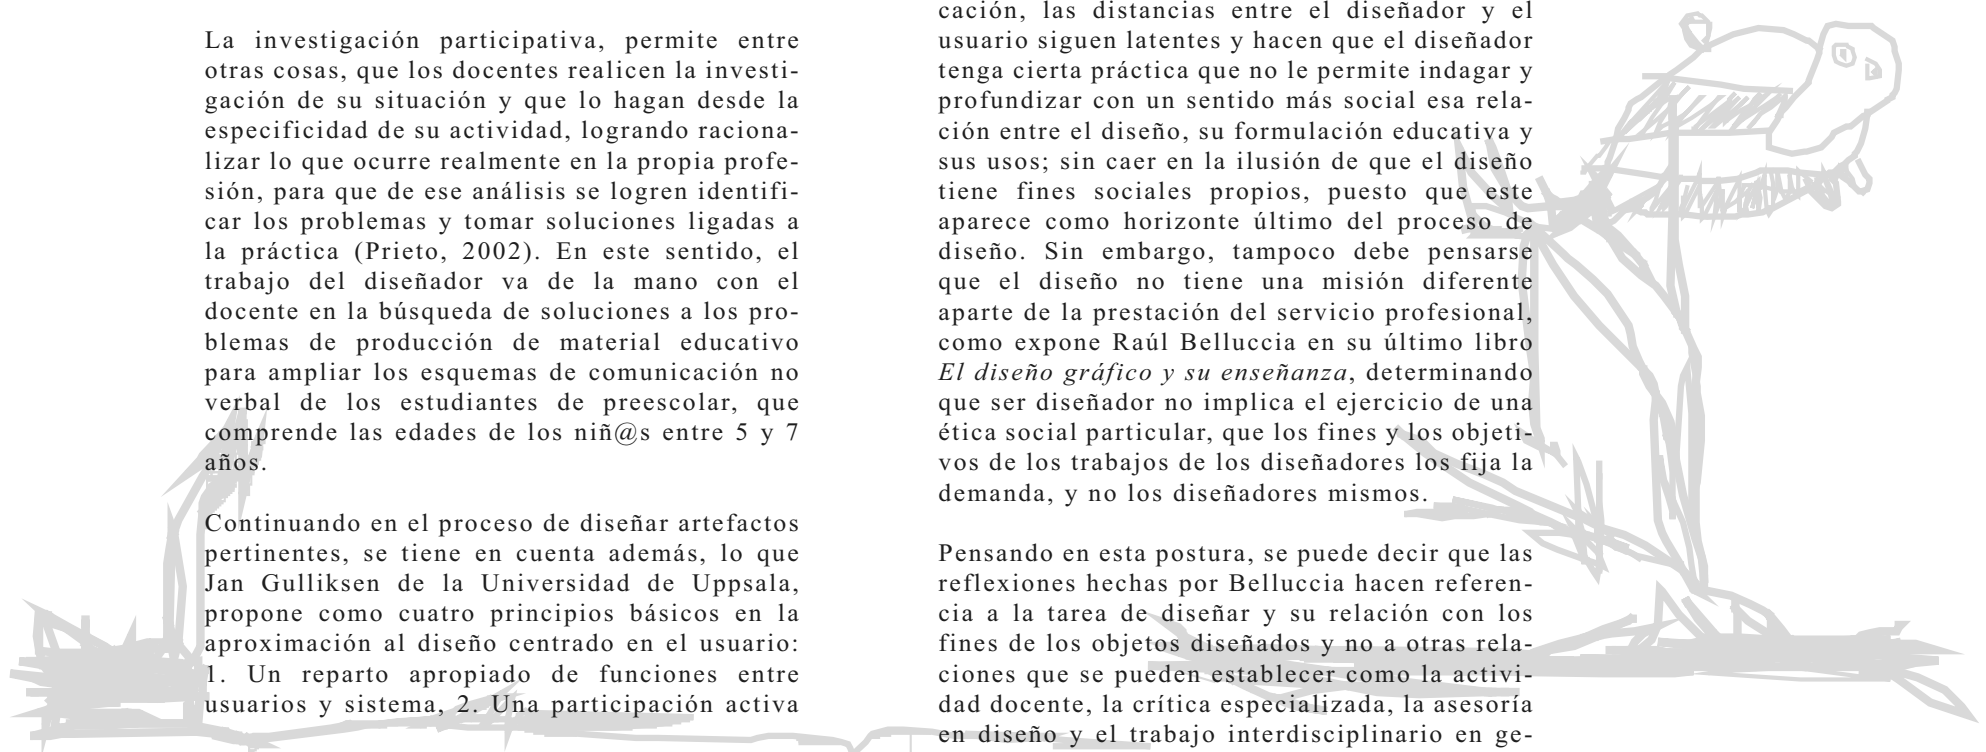 La investigación participativa, permite entre
otras cosas, que los docentes realicen la investi-
gación de su situación y que lo hagan desde la
especificidad de su actividad, logrando raciona-
lizar lo que ocurre realmente en la propia profe-
sión, para que de ese análisis se logren identifi-
car los problemas y tomar soluciones ligadas a
la práctica (Prieto, 2002). En este sentido, el
trabajo del diseñador va de la mano con el
docente en la búsqueda de soluciones a los pro-
blemas de producción de material educativo
para ampliar los esquemas de comunicación no
verbal de los estudiantes de preescolar, que
comprende las edades de los niñ@s entre 5 y 7
años.
Continuando en el proceso de diseñar artefactos
pertinentes, se tiene en cuenta además, lo que
Jan Gulliksen de la Universidad de Uppsala,
propone como cuatro principios básicos en la
aproximación al diseño centrado en el usuario:
1. Un reparto apropiado de funciones entre
usuarios y sistema, 2. Una participación activa
cación, las distancias entre el diseñador y el
usuario siguen latentes y hacen que el diseñador
tenga cierta práctica que no le permite indagar y
profundizar con un sentido más social esa rela-
ción entre el diseño, su formulación educativa y
sus usos; sin caer en la ilusión de que el diseño
tiene fines sociales propios, puesto que este
aparece como horizonte último del proceso de
diseño. Sin embargo, tampoco debe pensarse
que el diseño no tiene una misión diferente
aparte de la prestación del servicio profesional,
como expone Raúl Belluccia en su último libro
El diseño gráfico y su enseñanza, determinando
que ser diseñador no implica el ejercicio de una
ética social particular, que los fines y los objeti-
vos de los trabajos de los diseñadores los fija la
demanda, y no los diseñadores mismos.
Pensando en esta postura, se puede decir que las
reflexiones hechas por Belluccia hacen referen-
cia a la tarea de diseñar y su relación con los
fines de los objetos diseñados y no a otras rela-
ciones que se pueden establecer como la activi-
dad docente, la crítica especializada, la asesoría
en diseño y el trabajo interdisciplinario en ge-